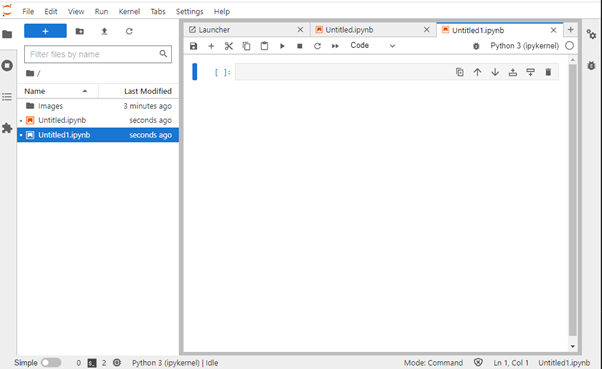 File Edit View Run Kernel Tabs Settings Help
+
Filter files by name
/
Name Last Modified
Images 3 minutes ago
Untitled.ipynb seconds ago
Untitled1.ipynb seconds ago
Launcher Untitled.ipynb Untitled1.ipynb
Code Python 3 (ipykernel)
[ ]:
Simple 0 2 Python 3 (ipykernel) | Idle Mode: Command Ln 1, Col 1 Untitled1.ipynb